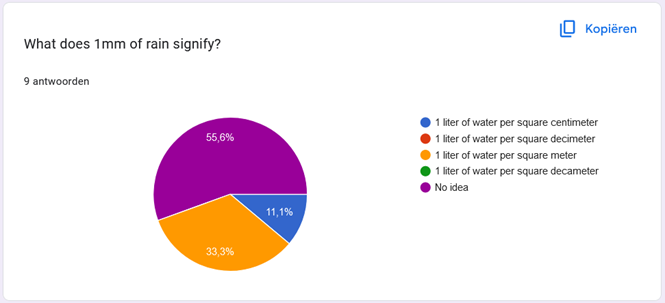 Kopiëren
What does 1mm of rain signify?
9 antwoorden
55,6%
11,1%
33,3%
1 liter of water per square centimeter
1 liter of water per square decimeter
1 liter of water per square meter
1 liter of water per square decameter
No idea